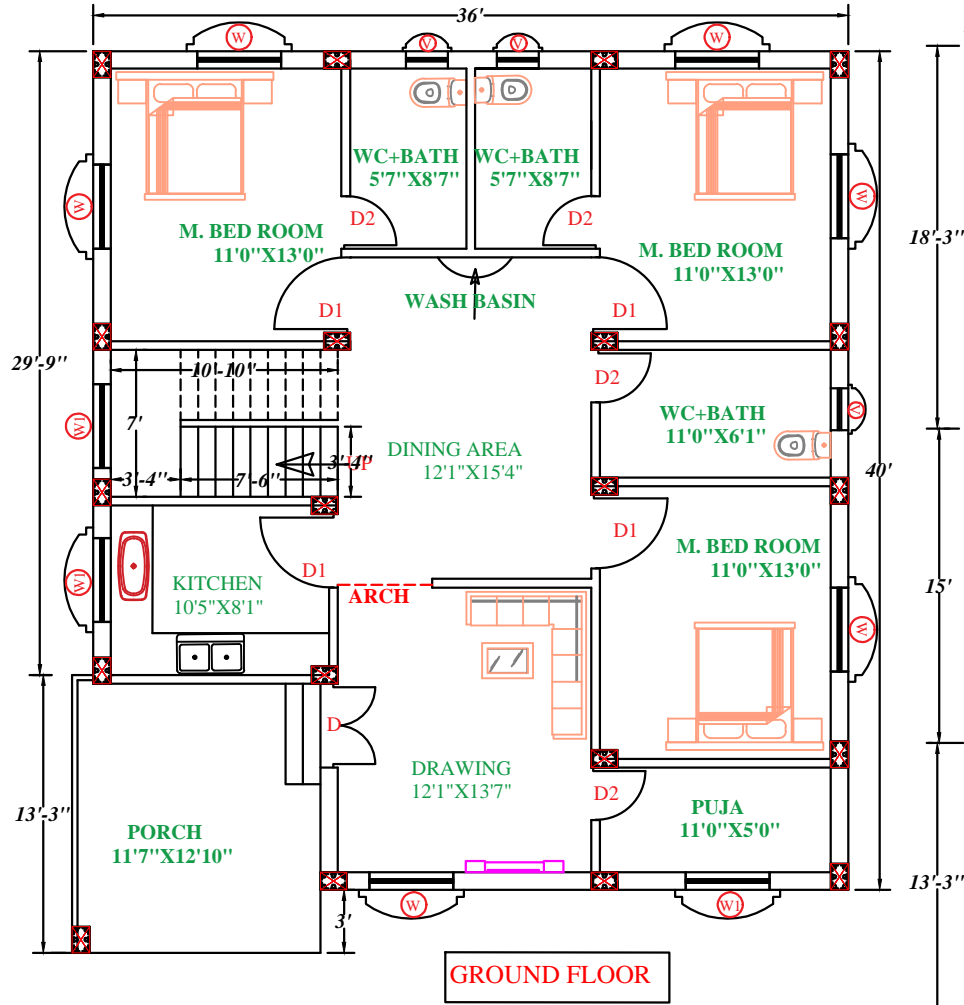 36'
W
V
V
W
WC+BATH
5'7"X8'7"
WC+BATH
5'7"X8'7"
W
W
D2
D2
M. BED ROOM
11'0"X13'0"
M. BED ROOM
11'0"X13'0"
18'-3"
WASH BASIN
D1
D1
29'-9"
10'-10"
D2
7'
W1
V
WC+BATH
11'0"X6'1"
DINING AREA
12'1"X15'4"
3'-4"
UP
3'-4"
7'-6"
40'
D1
M. BED ROOM
11'0"X13'0"
D1
W1
KITCHEN
10'5"X8'1"
ARCH
15'
W
D
DRAWING
12'1"X13'7"
D2
PUJA
11'0"X5'0"
13'-3"
PORCH
11'7"X12'10"
13'-3"
W
W1
3'
GROUND FLOOR